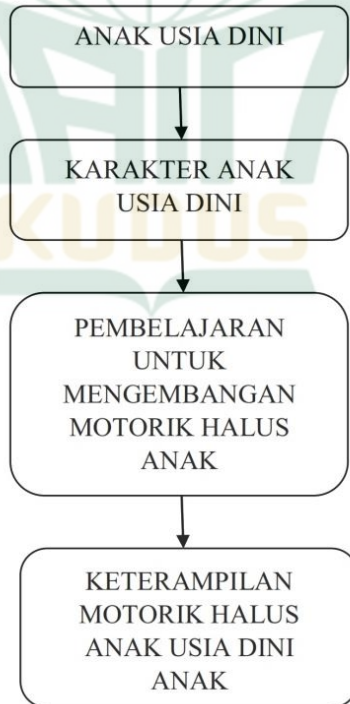 ANAK USIA DINI
KARAKTER ANAK
USIA DINI
KUDUS
PEMBELAJARAN
UNTUK
MENGEMBANGAN
MOTORIK HALUS
ANAK
KETERAMPILAN
MOTORIK HALUS
ANAK USIA DINI
ANAK